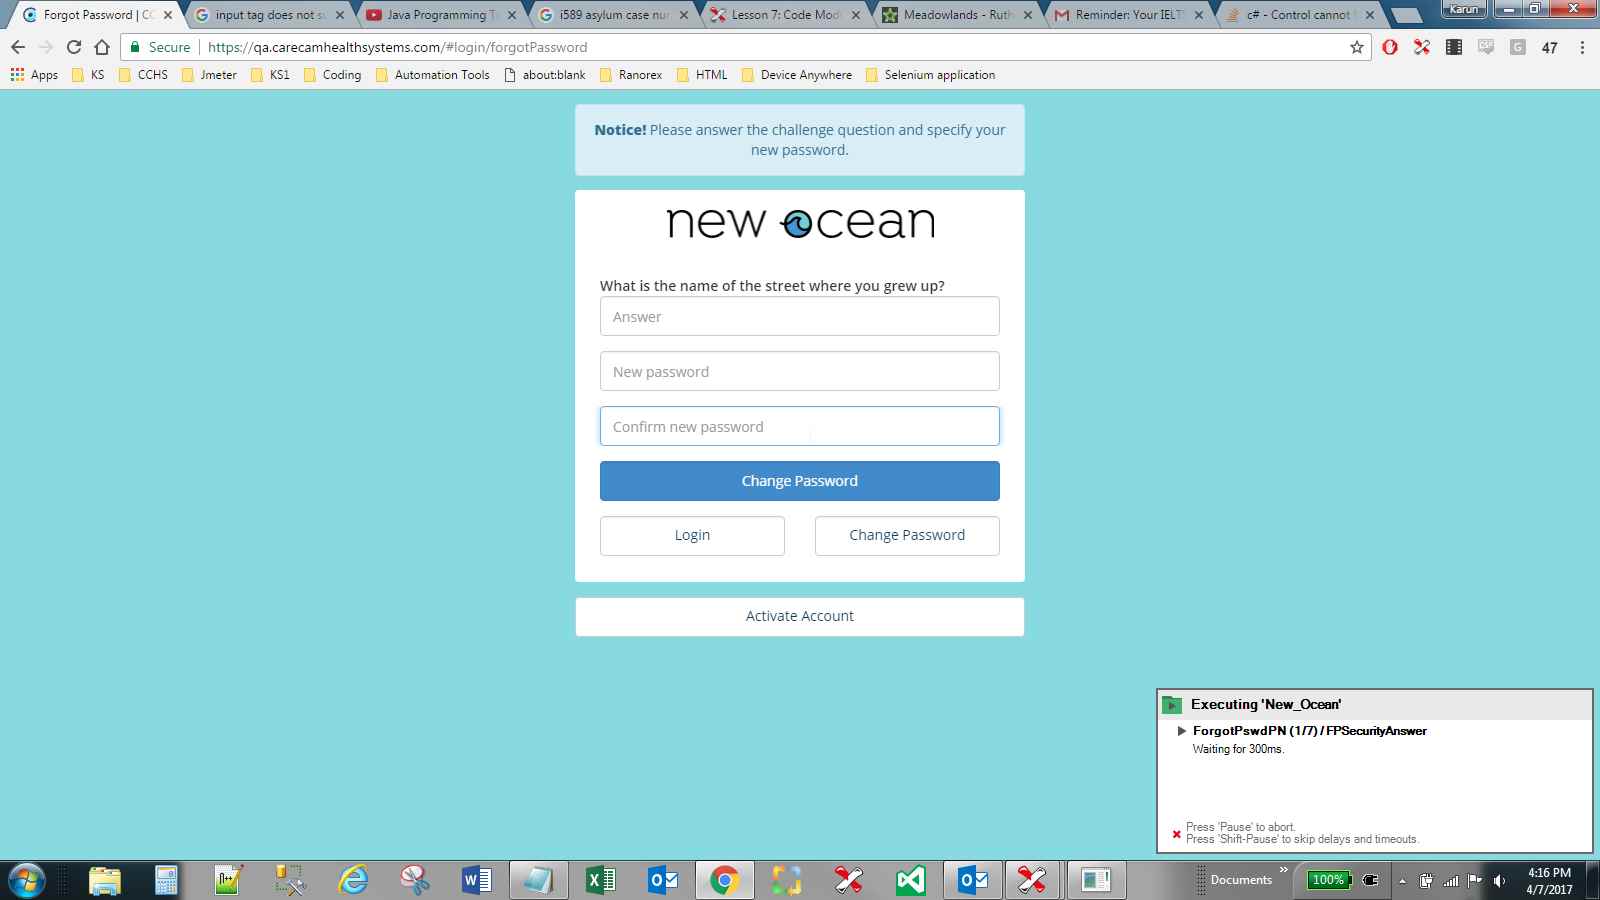 Forgot Password | CC
input tag does not su
Java Programming Tu
i589 asylum case nun
Lesson 7: Code Modu
Meadowlands - Ruth
Reminder: Your IELTS
c# - Control cannot f
Karun
Secure
https://qa.carecamhealthsystems.com/#login/forgotPassword
47
Apps
KS
CCHS
Jmeter
KS1
Coding
Automation Tools
about:blank
Ranorex
HTML
Device Anywhere
Selenium application
Notice! Please answer the challenge question and specify your
new password.
new ocean
What is the name of the street where you grew up?
Answer
New password
Confirm new password
Change Password
Login
Change Password
Activate Account
Executing 'New_Ocean'
ForgotPswdPN (1/7) / FPSecurityAnswer
Waiting for 300ms.
Press 'Pause' to abort.
Press 'Shift-Pause' to skip delays and timeouts.
Documents
100%
4:16 PM
4/7/2017